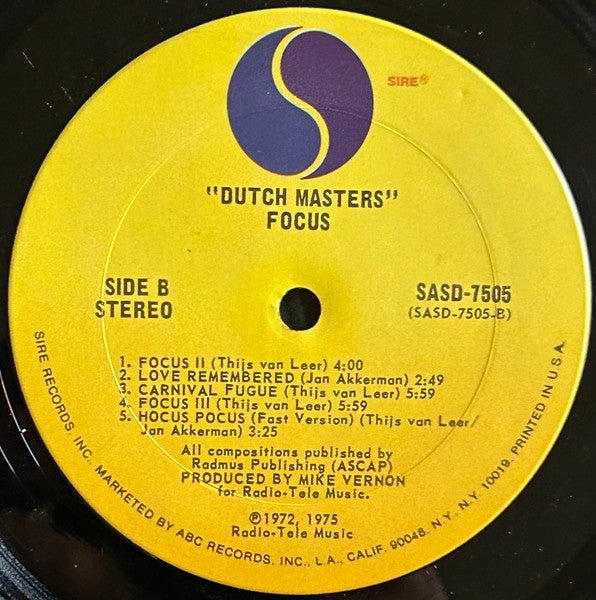 SIRE®
"DUTCH MASTERS"
FOCUS
SIDE B
STEREO
SASD-7505
(SASD-7505-B)
1. FOCUS II (Thijs van Leer) 4:00
2. LOVE REMEMBERED (Jan Akkerman) 2:49
3. CARNIVAL FUGUE (Thijs van Leer) 5:59
4. FOCUS III (Thijs van Leer) 5:59
5. HOCUS POCUS (Fast Version) (Thijs van Leer/
Jan Akkerman) 3:25
All compositions published by
Radmus Publishing (ASCAP)
PRODUCED BY MIKE VERNON
for Radio-Tele Music.
℗1972, 1975
Radio-Tele Music
SIRE RECORDS, INC., MARKETED BY ABC RECORDS, INC., L.A., CALIF. 90048, N.Y., N.Y. 10019. PRINTED IN U.S.A.